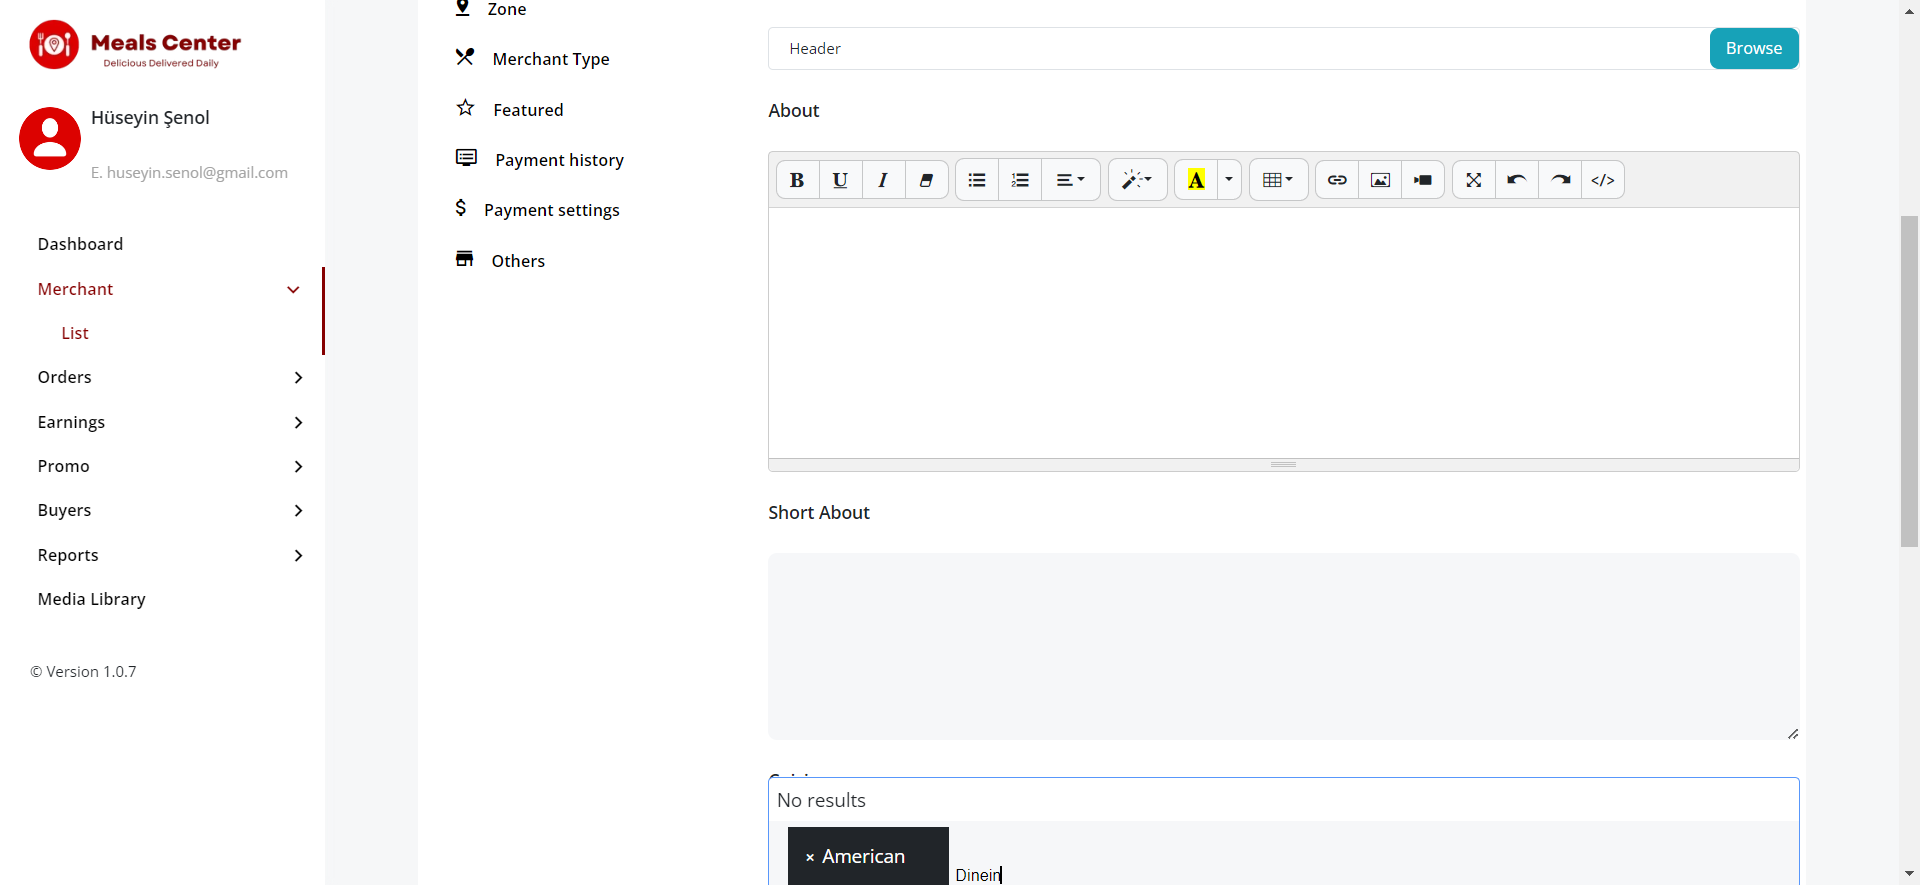 Meals Center
Delicious Delivered Daily
Hüseyin Şenol
E. huseyin.senol@gmail.com
Dashboard
Merchant
List
Orders
Earnings
Promo
Buyers
Reports
Media Library
© Version 1.0.7
Zone
Merchant Type
Featured
Payment history
Payment settings
Others
Header
Browse
About
B U I A </>
Short About
No results
× American
Dinein